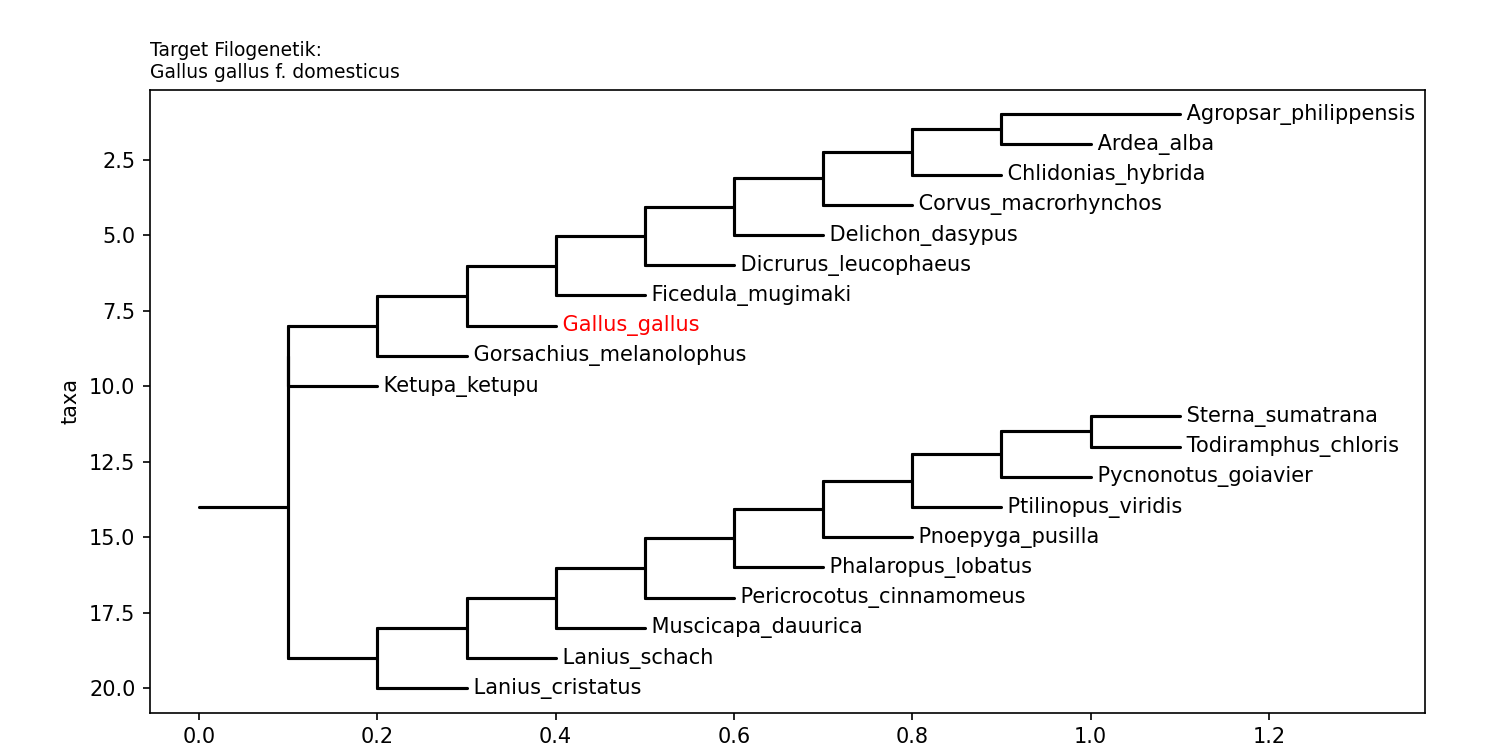 Target Filogenetik:
Gallus gallus f. domesticus
Agropsar_philippensis
Ardea_alba
2.5
Chlidonias_hybrida
Corvus_macrorhynchos
5.0
Delichon_dasypus
Dicrurus_leucophaeus
Ficedula_mugimaki
7.5
Gallus_gallus
Gorsachius_melanolophus
10.0
Ketupa_ketupu
taxa
Sterna_sumatrana
Todiramphus_chloris
12.5
Pycnonotus_goiavier
Ptilinopus_viridis
15.0
Pnoepyga_pusilla
Phalaropus_lobatus
Pericrocotus_cinnamomeus
17.5
Muscicapa_dauurica
Lanius_schach
20.0
Lanius_cristatus
0.0 0.2 0.4 0.6 0.8 1.0 1.2